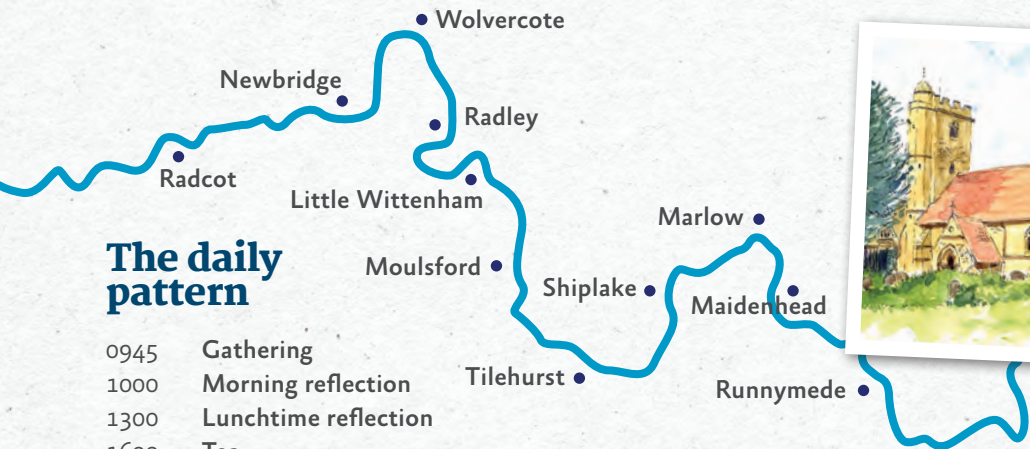 Wolvercote
Newbridge
Radley
Radcot
Little Wittenham
Marlow
Moulsford
Shiplake
Maidenhead
Tilehurst
Runnymede
The daily
pattern
0945 Gathering
1000 Morning reflection
1300 Lunchtime reflection